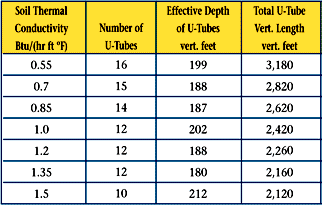 Soil Thermal Conductivity Btu/(hr ft °F) | Number of U-Tubes | Effective Depth of U-Tubes vert. feet | Total U-Tube Vert. Length vert. feet
0.55 | 16 | 199 | 3,180
0.7 | 15 | 188 | 2,820
0.85 | 14 | 187 | 2,620
1.0 | 12 | 202 | 2,420
1.2 | 12 | 188 | 2,260
1.35 | 12 | 180 | 2,160
1.5 | 10 | 212 | 2,120